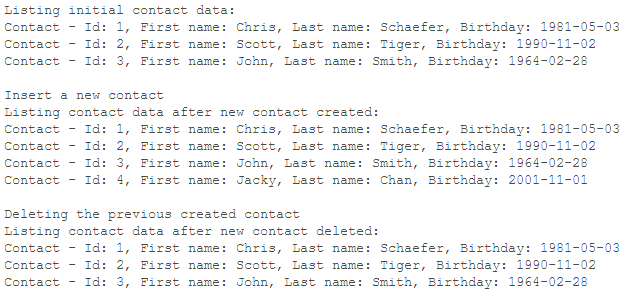 Listing initial contact data:
Contact - Id: 1, First name: Chris, Last name: Schaefer, Birthday: 1981-05-03
Contact - Id: 2, First name: Scott, Last name: Tiger, Birthday: 1990-11-02
Contact - Id: 3, First name: John, Last name: Smith, Birthday: 1964-02-28

Insert a new contact
Listing contact data after new contact created:
Contact - Id: 1, First name: Chris, Last name: Schaefer, Birthday: 1981-05-03
Contact - Id: 2, First name: Scott, Last name: Tiger, Birthday: 1990-11-02
Contact - Id: 3, First name: John, Last name: Smith, Birthday: 1964-02-28
Contact - Id: 4, First name: Jacky, Last name: Chan, Birthday: 2001-11-01

Deleting the previous created contact
Listing contact data after new contact deleted:
Contact - Id: 1, First name: Chris, Last name: Schaefer, Birthday: 1981-05-03
Contact - Id: 2, First name: Scott, Last name: Tiger, Birthday: 1990-11-02
Contact - Id: 3, First name: John, Last name: Smith, Birthday: 1964-02-28